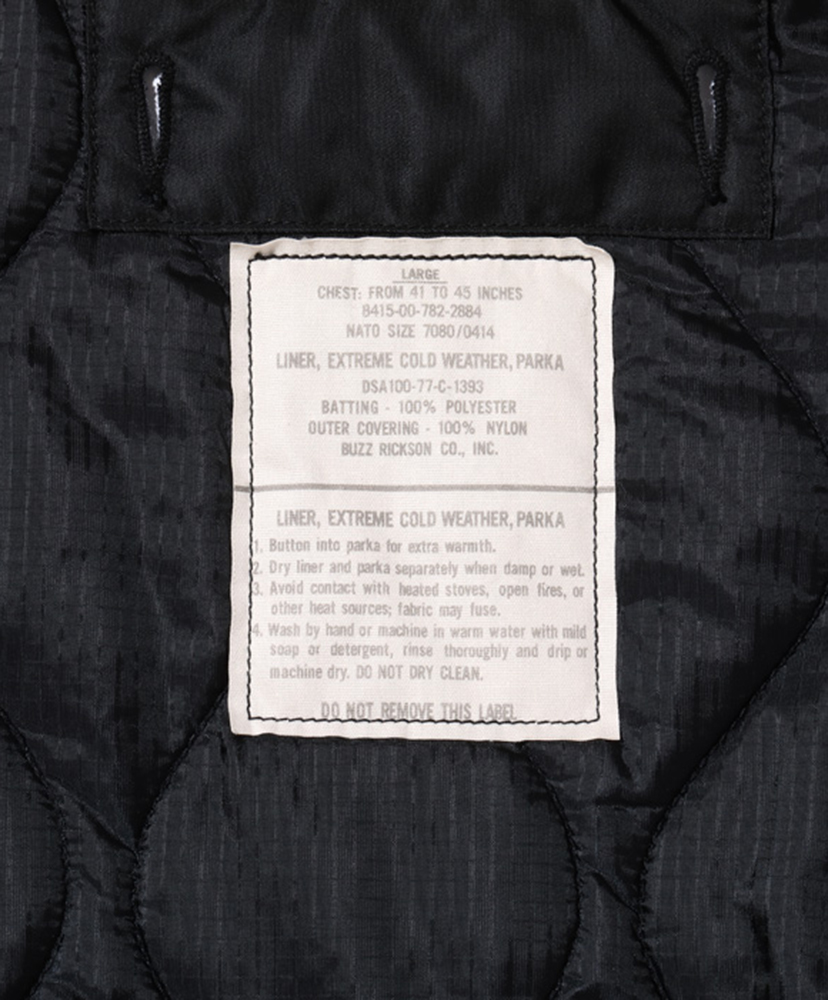 LARGE
CHEST: FROM 41 TO 45 INCHES
8415-00-782-2884
NATO SIZE 7080/0414
LINER, EXTREME COLD WEATHER, PARKA
DSA100-77-C-1393
BATTING - 100% POLYESTER
OUTER COVERING - 100% NYLON
BUZZ RICKSON CO., INC.
LINER, EXTREME COLD WEATHER, PARKA
1. Button into parka for extra warmth.
2. Dry liner and parka separately when damp or wet.
3. Avoid contact with heated stoves, open fires, or
other heat sources; fabric may fuse.
4. Wash by hand or machine in warm water with mild
soap or detergent, rinse thoroughly and drip or
machine dry. DO NOT DRY CLEAN.
DO NOT REMOVE THIS LABEL